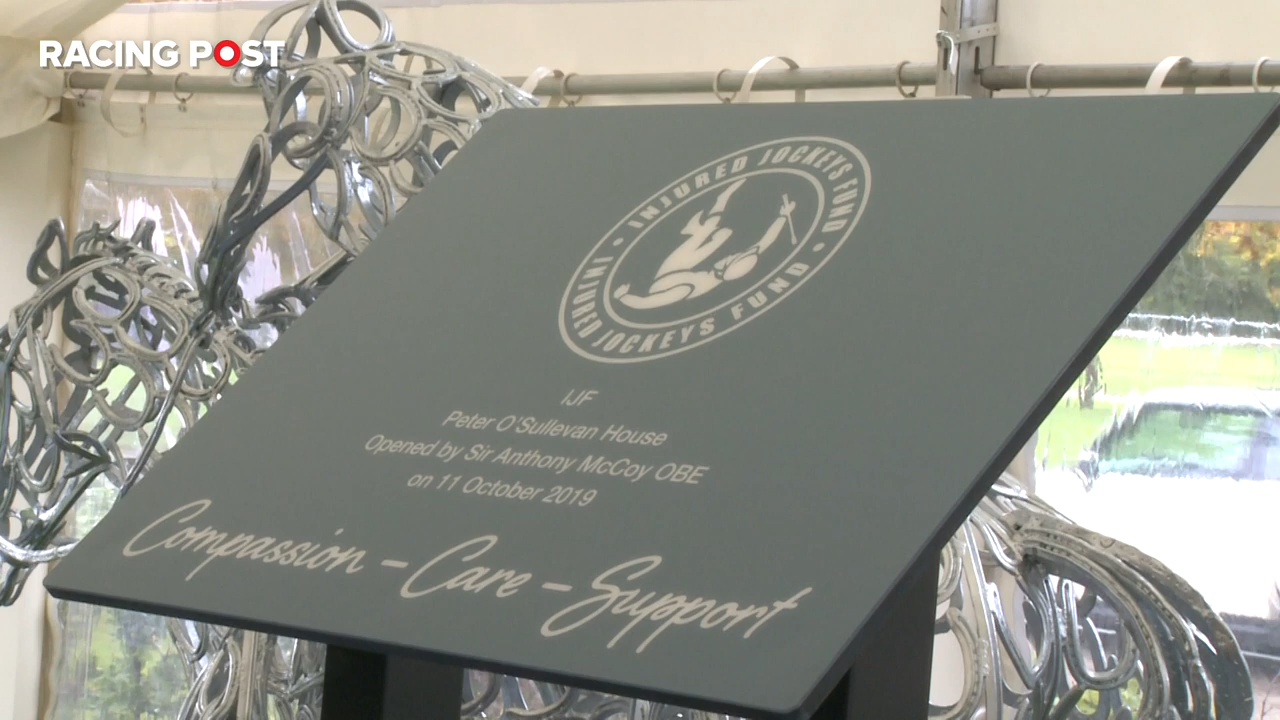 RACING POST
INJURED JOCKEYS FUND · INJURED JOCKEYS FUND ·
IJF
Peter O'Sullevan House
Opened by Sir Anthony McCoy OBE
on 11 October 2019
Compassion – Care – Support